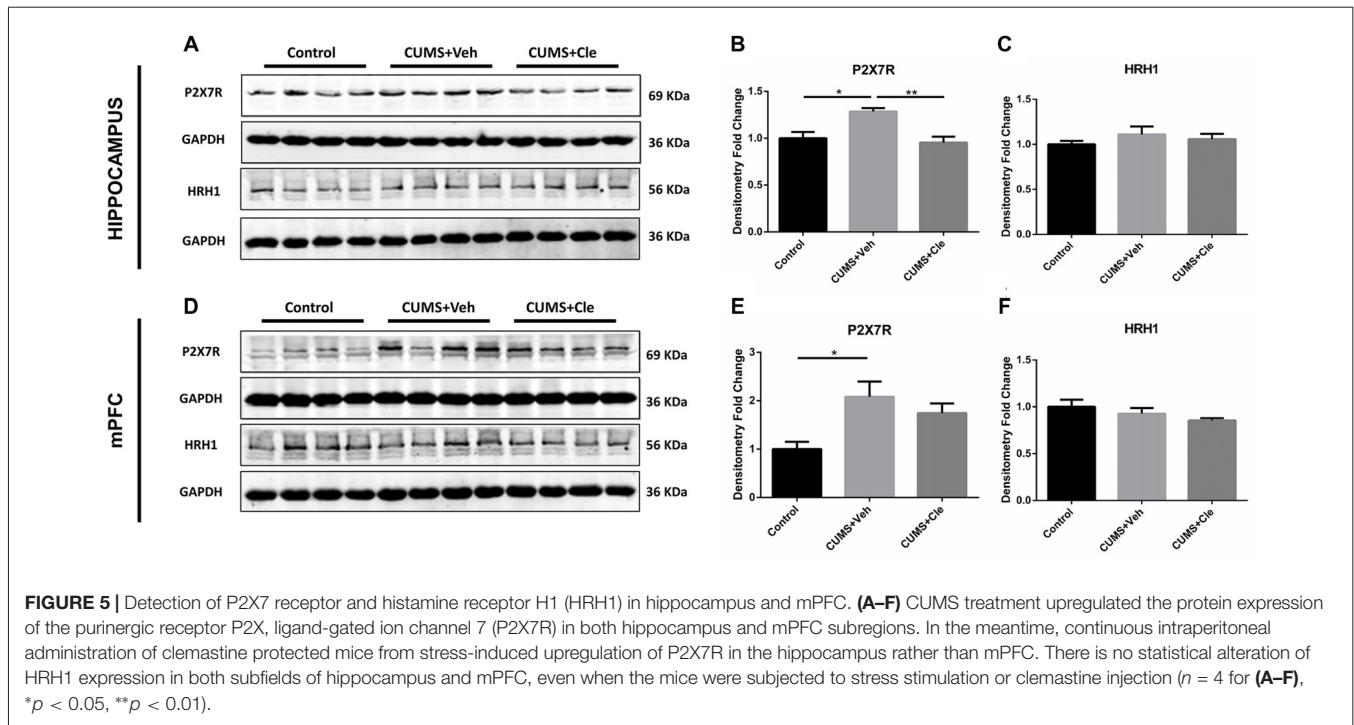 A
Control
CUMS+Veh
CUMS+Cle
HIPPOCAMPUS
P2X7R
69 KDa
GAPDH
36 KDa
HRH1
56 KDa
GAPDH
36 KDa
B
P2X7R
Densitometry Fold Change
1.5
1.0
0.5
0.0
*
**
Control
CUMS+Veh
CUMS+Cle
C
HRH1
Densitometry Fold Change
1.5
1.0
0.5
0.0
Control
CUMS+Veh
CUMS+Cle
D
Control
CUMS+Veh
CUMS+Cle
mPFC
P2X7R
69 KDa
GAPDH
36 KDa
HRH1
56 KDa
GAPDH
36 KDa
E
P2X7R
Densitometry Fold Change
3
2
1
0
*
Control
CUMS+Veh
CUMS+Cle
F
HRH1
Densitometry Fold Change
1.5
1.0
0.5
0.0
Control
CUMS+Veh
CUMS+Cle
FIGURE 5 | Detection of P2X7 receptor and histamine receptor H1 (HRH1) in hippocampus and mPFC. (A–F) CUMS treatment upregulated the protein expression
of the purinergic receptor P2X, ligand-gated ion channel 7 (P2X7R) in both hippocampus and mPFC subregions. In the meantime, continuous intraperitoneal
administration of clemastine protected mice from stress-induced upregulation of P2X7R in the hippocampus rather than mPFC. There is no statistical alteration of
HRH1 expression in both subfields of hippocampus and mPFC, even when the mice were subjected to stress stimulation or clemastine injection (n = 4 for (A–F),
*p < 0.05, **p < 0.01).